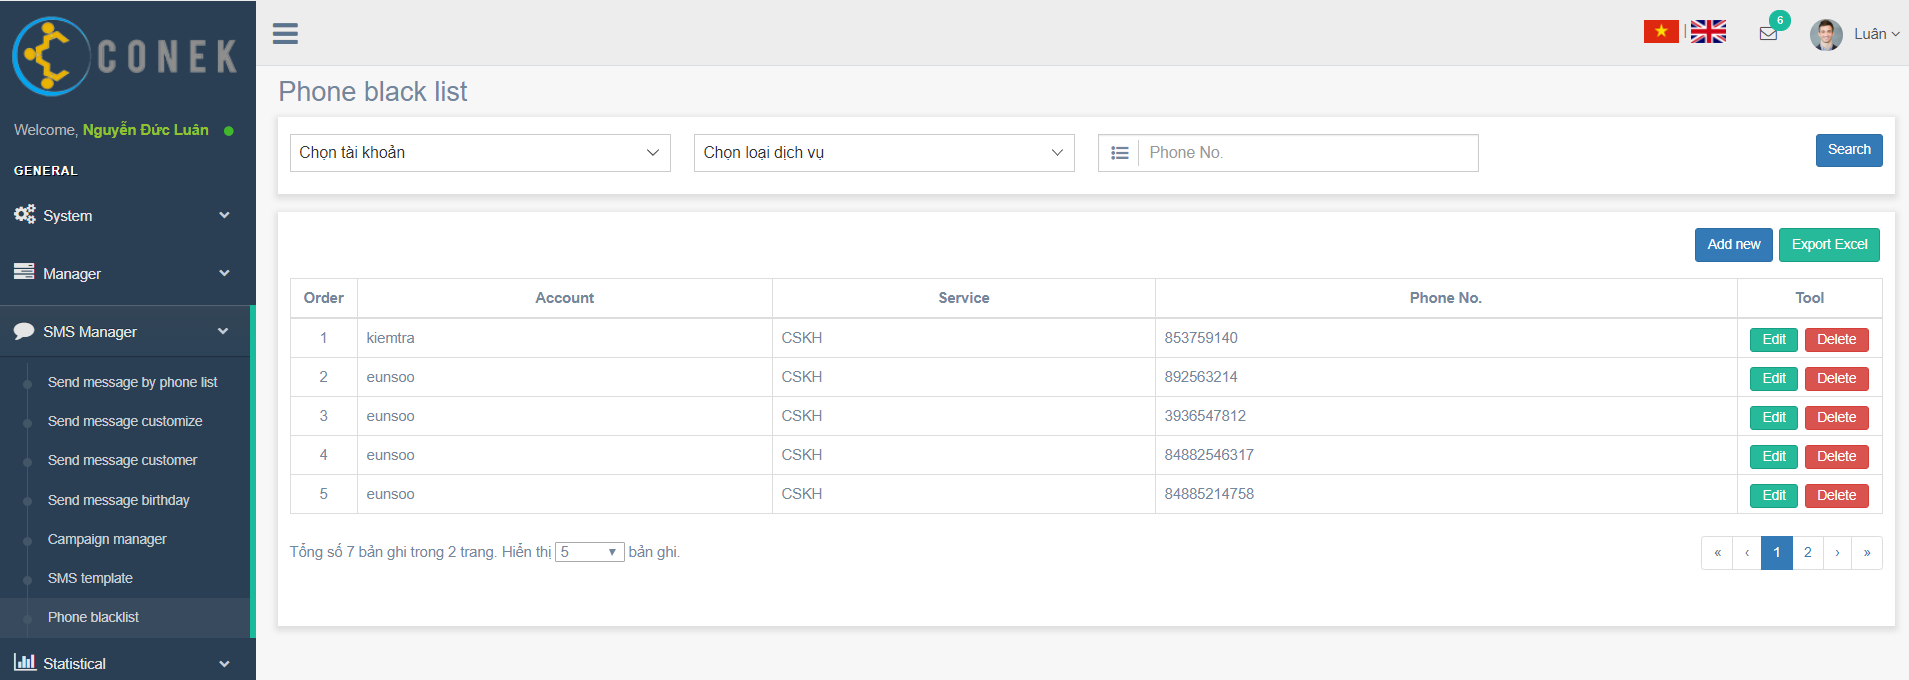 CONEK
Welcome, Nguyễn Đức Luân
GENERAL
System
Manager
SMS Manager
Send message by phone list
Send message customize
Send message customer
Send message birthday
Campaign manager
SMS template
Phone blacklist
Statistical
| 6 Luân
Phone black list
Chọn tài khoản Chọn loại dịch vụ Phone No. Search
Add new Export Excel
Order Account Service Phone No. Tool
1 kiemtra CSKH 853759140 Edit Delete
2 eunsoo CSKH 892563214 Edit Delete
3 eunsoo CSKH 3936547812 Edit Delete
4 eunsoo CSKH 84882546317 Edit Delete
5 eunsoo CSKH 84885214758 Edit Delete
Tổng số 7 bản ghi trong 2 trang. Hiển thị 5 bản ghi. « ‹ 1 2 › »